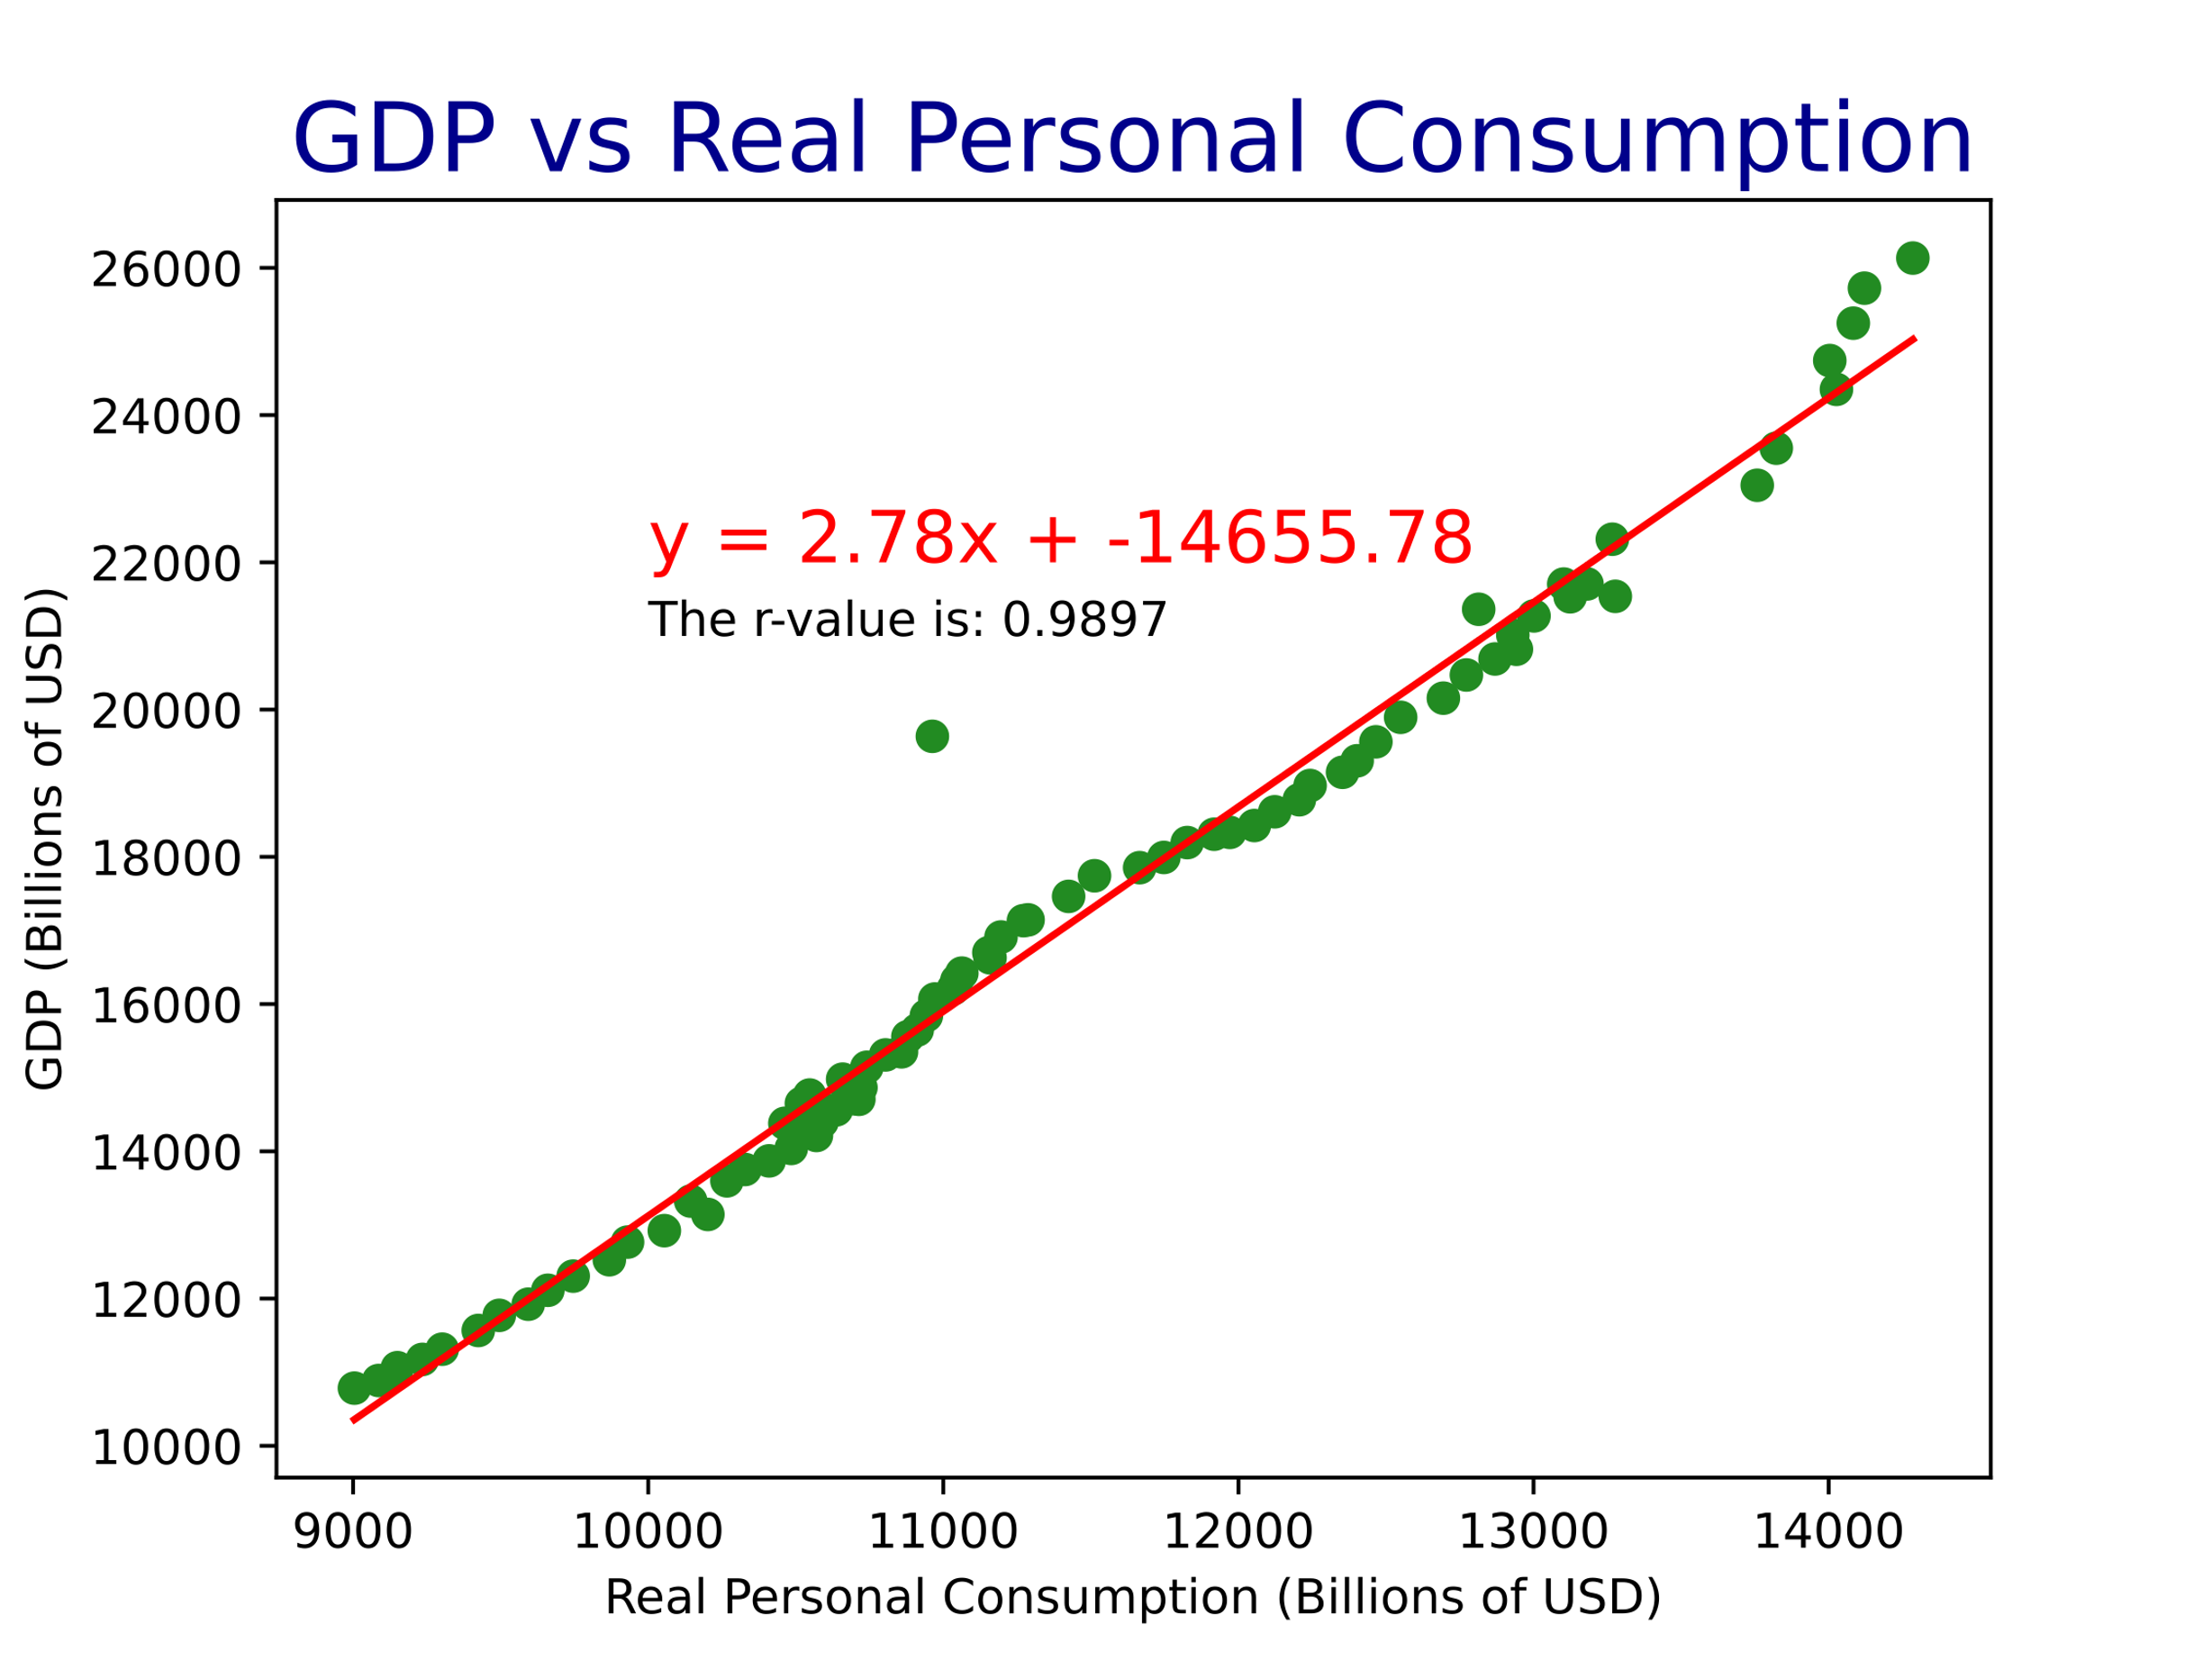 GDP vs Real Personal Consumption
26000
24000
22000
20000
18000
16000
14000
12000
10000
GDP (Billions of USD)
y = 2.78x + -14655.78
The r-value is: 0.9897
9000 10000 11000 12000 13000 14000
Real Personal Consumption (Billions of USD)